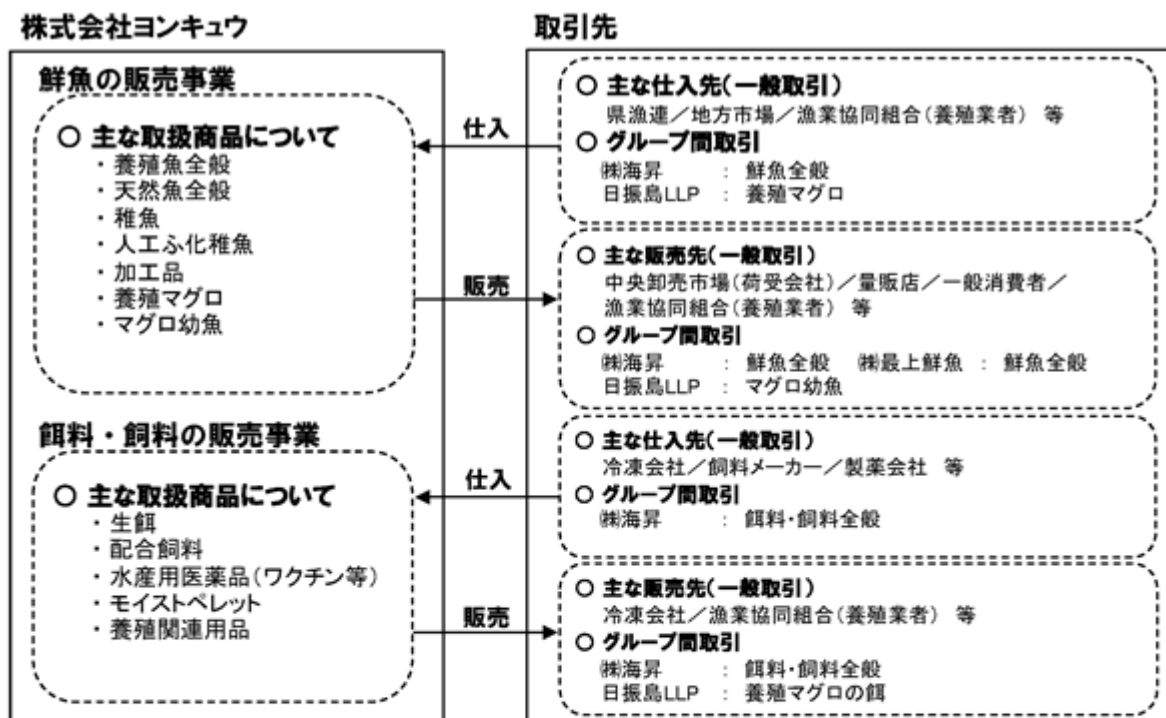 株式会社ヨンキュウ
取引先
鮮魚の販売事業
○ 主な取扱商品について
・養殖魚全般
・天然魚全般
・稚魚
・人工ふ化稚魚
・加工品
・養殖マグロ
・マグロ幼魚
仕入
○ 主な仕入先(一般取引)
県漁連／地方市場／漁業協同組合(養殖業者) 等
○ グループ間取引
㈱海昇 : 鮮魚全般
日振島LLP : 養殖マグロ
販売
○ 主な販売先(一般取引)
中央卸売市場(荷受会社)／量販店／一般消費者／
漁業協同組合(養殖業者) 等
○ グループ間取引
㈱海昇 : 鮮魚全般 ㈱最上鮮魚 : 鮮魚全般
日振島LLP : マグロ幼魚
餌料・飼料の販売事業
○ 主な取扱商品について
・生餌
・配合飼料
・水産用医薬品(ワクチン等)
・モイストペレット
・養殖関連用品
仕入
○ 主な仕入先(一般取引)
冷凍会社／飼料メーカー／製薬会社 等
○ グループ間取引
㈱海昇 : 餌料・飼料全般
販売
○ 主な販売先(一般取引)
冷凍会社／漁業協同組合(養殖業者) 等
○ グループ間取引
㈱海昇 : 餌料・飼料全般
日振島LLP : 養殖マグロの餌